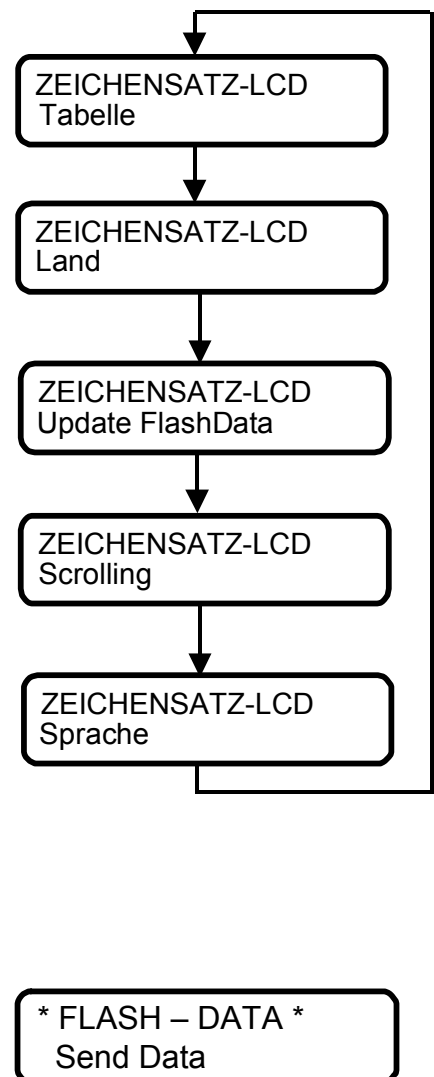 ZEICHENSATZ-LCD
Tabelle
ZEICHENSATZ-LCD
Land
ZEICHENSATZ-LCD
Update FlashData
ZEICHENSATZ-LCD
Scrolling
ZEICHENSATZ-LCD
Sprache
* FLASH – DATA *
Send Data